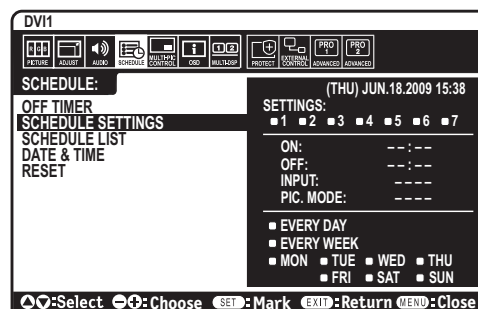 DVI1
RGB
PICTURE ADJUST AUDIO SCHEDULE MULTI-PIC CONTROL OSD 1 2 MULTI-DSP PROTECT EXTERNAL CONTROL PRO 1 ADVANCED PRO 2 ADVANCED
SCHEDULE:
OFF TIMER
SCHEDULE SETTINGS
SCHEDULE LIST
DATE & TIME
RESET
(THU) JUN.18.2009 15:38
SETTINGS:
1 2 3 4 5 6 7
ON: --:--
OFF: --:--
INPUT: ----
PIC. MODE: ----
EVERY DAY
EVERY WEEK
MON TUE WED THU
FRI SAT SUN
:Select :Choose SET :Mark EXIT :Return MENU :Close